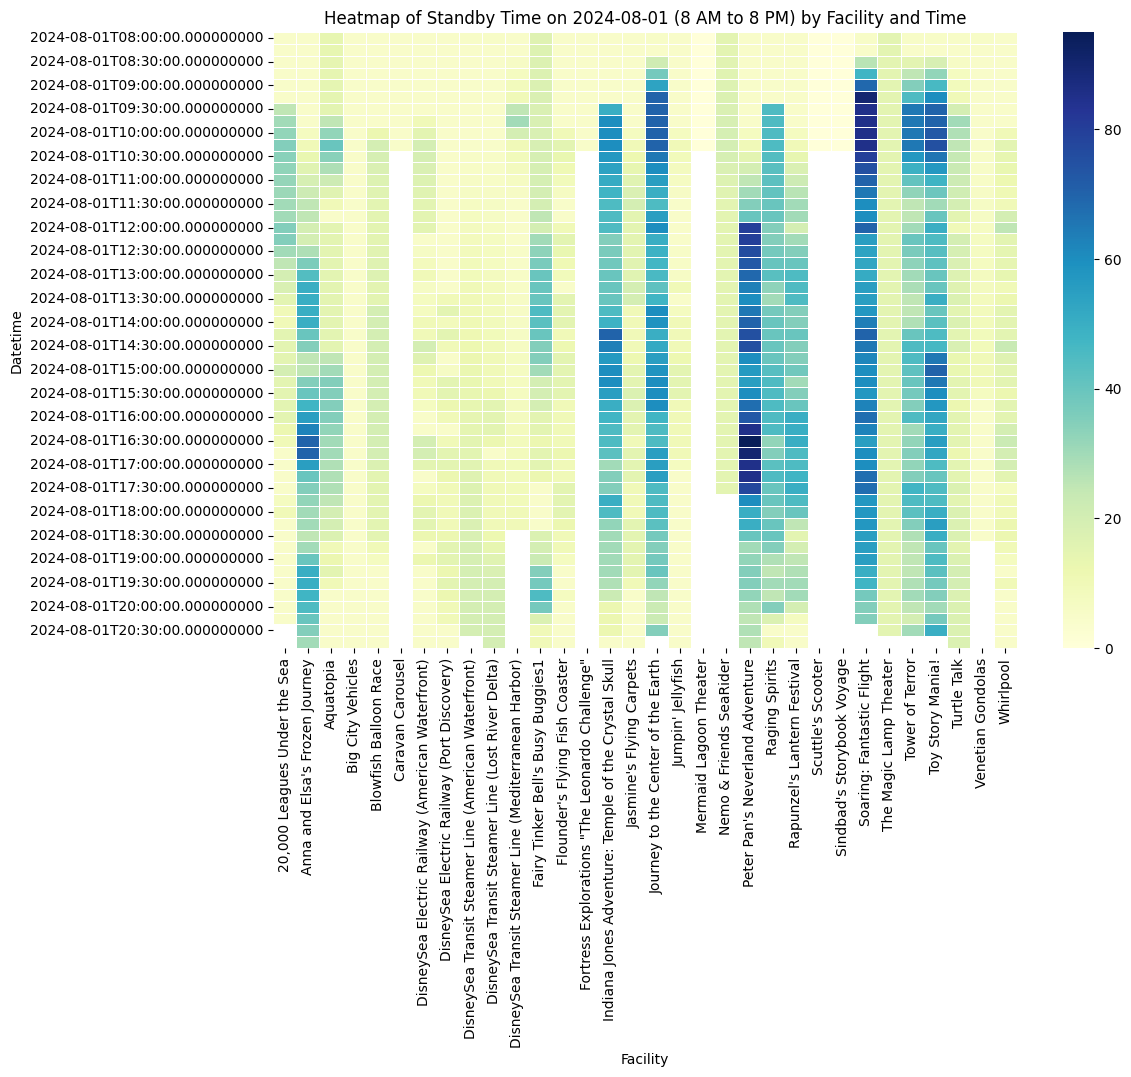 Heatmap of Standby Time on 2024-08-01 (8 AM to 8 PM) by Facility and Time
Datetime
2024-08-01T08:00:00.000000000
2024-08-01T08:30:00.000000000
2024-08-01T09:00:00.000000000
2024-08-01T09:30:00.000000000
2024-08-01T10:00:00.000000000
2024-08-01T10:30:00.000000000
2024-08-01T11:00:00.000000000
2024-08-01T11:30:00.000000000
2024-08-01T12:00:00.000000000
2024-08-01T12:30:00.000000000
2024-08-01T13:00:00.000000000
2024-08-01T13:30:00.000000000
2024-08-01T14:00:00.000000000
2024-08-01T14:30:00.000000000
2024-08-01T15:00:00.000000000
2024-08-01T15:30:00.000000000
2024-08-01T16:00:00.000000000
2024-08-01T16:30:00.000000000
2024-08-01T17:00:00.000000000
2024-08-01T17:30:00.000000000
2024-08-01T18:00:00.000000000
2024-08-01T18:30:00.000000000
2024-08-01T19:00:00.000000000
2024-08-01T19:30:00.000000000
2024-08-01T20:00:00.000000000
2024-08-01T20:30:00.000000000
20,000 Leagues Under the Sea
Anna and Elsa's Frozen Journey
Aquatopia
Big City Vehicles
Blowfish Balloon Race
Caravan Carousel
DisneySea Electric Railway (American Waterfront)
DisneySea Electric Railway (Port Discovery)
DisneySea Transit Steamer Line (American Waterfront)
DisneySea Transit Steamer Line (Lost River Delta)
DisneySea Transit Steamer Line (Mediterranean Harbor)
Fairy Tinker Bell's Busy Buggies1
Flounder's Flying Fish Coaster
Fortress Explorations "The Leonardo Challenge"
Indiana Jones Adventure: Temple of the Crystal Skull
Jasmine's Flying Carpets
Journey to the Center of the Earth
Jumpin' Jellyfish
Mermaid Lagoon Theater
Nemo & Friends SeaRider
Peter Pan's Neverland Adventure
Raging Spirits
Rapunzel's Lantern Festival
Scuttle's Scooter
Sindbad's Storybook Voyage
Soaring: Fantastic Flight
The Magic Lamp Theater
Tower of Terror
Toy Story Mania!
Turtle Talk
Venetian Gondolas
Whirlpool
Facility
80
60
40
20
0